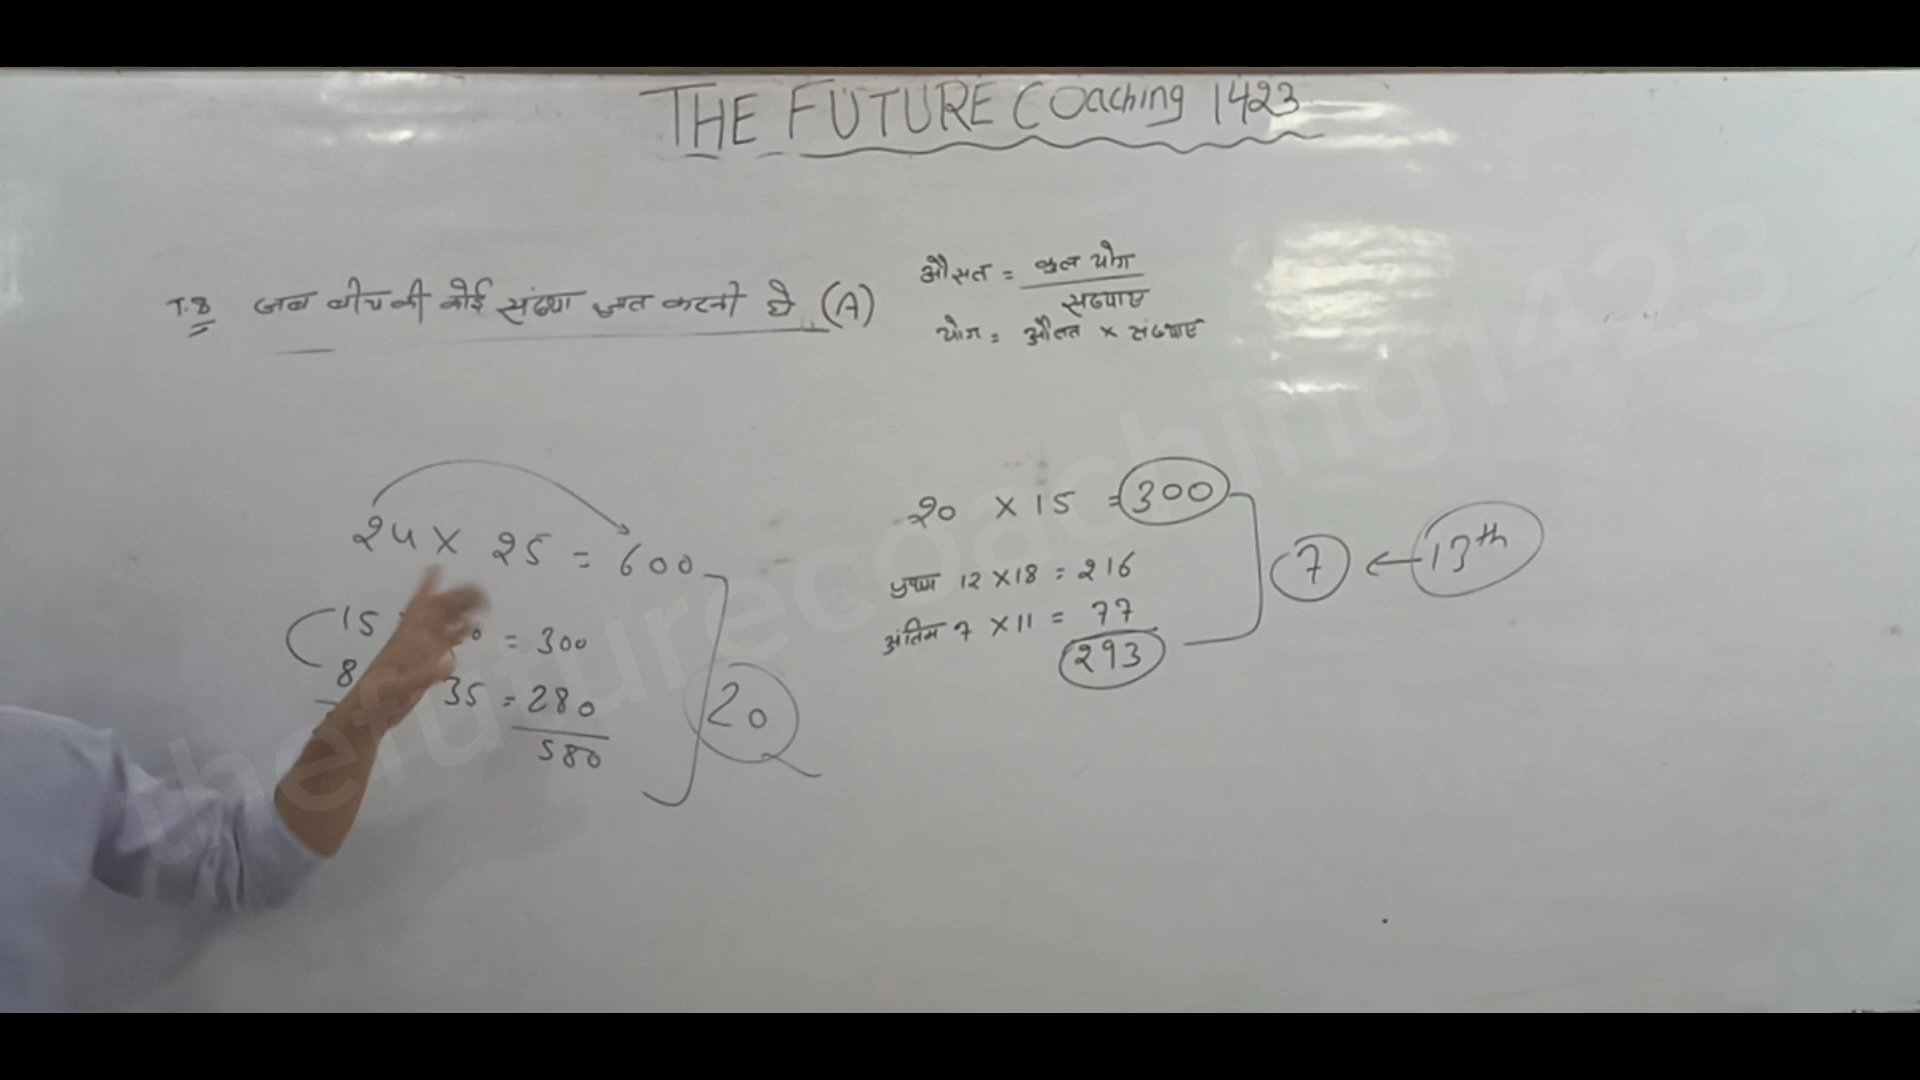 THE FUTURE Coaching 1423
T.8 जब बीच की कोई संख्या ज्ञात करनी हो (A)
औसत = कुल योग / संख्याएं
योग = औसत × संख्याएं
24 × 25 = 600
15 = 300
8 35 = 280
580
20
20 × 15 = 300
प्रथम 12 × 18 = 216
अंतिम 7 × 11 = 77
293
7 ← 13th
thefuturecoaching1423